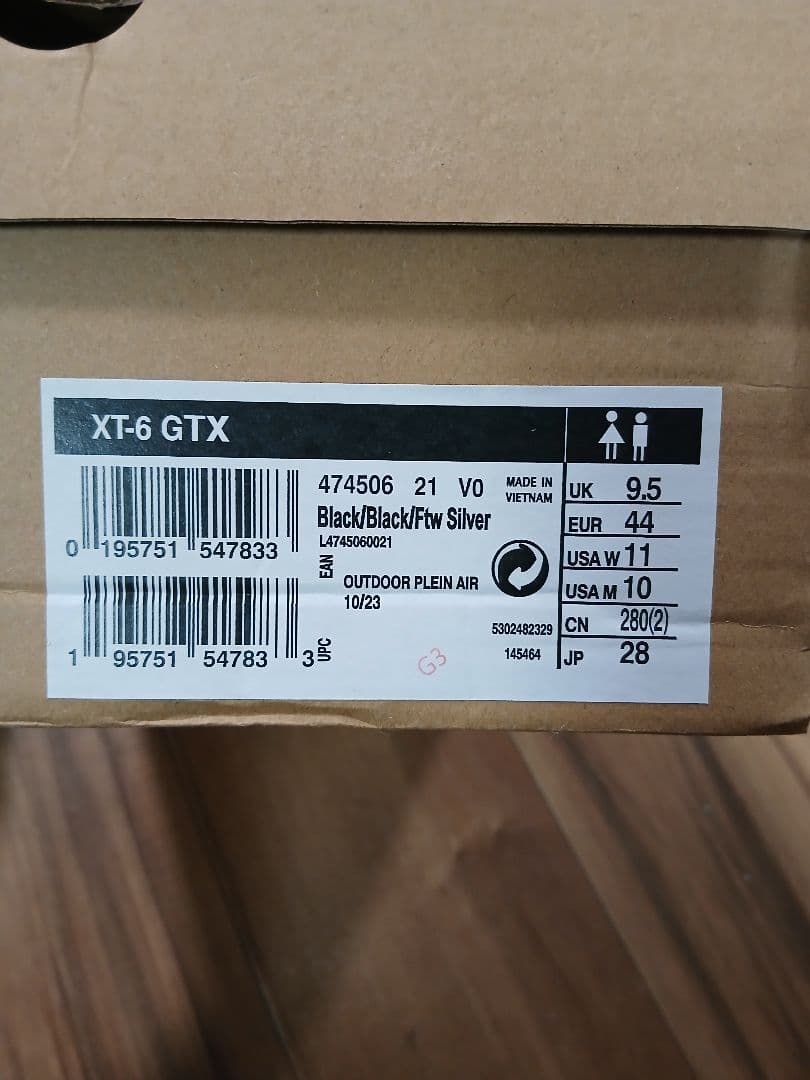 XT-6 GTX
474506 21 V0
MADE IN
VIETNAM
Black/Black/Ftw Silver
L4745060021
0 195751 547833
EAN
OUTDOOR PLEIN AIR
10/23
5302482329
145464
1 95751 54783 3
UPC
G3
UK 9.5
EUR 44
USA W 11
USA M 10
CN 280(2)
JP 28